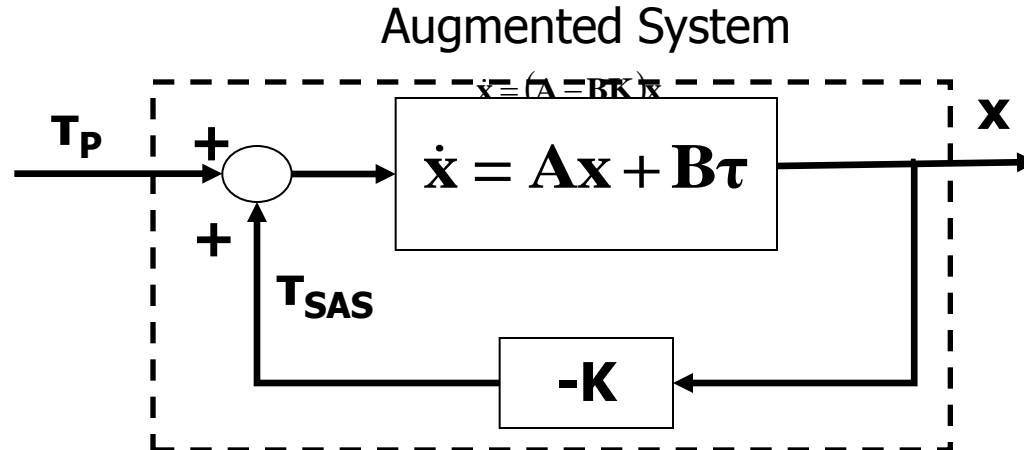 Augmented System
ẋ = (A − BK)x
τP
+
x
ẋ = Ax + Bτ
+
τSAS
-K